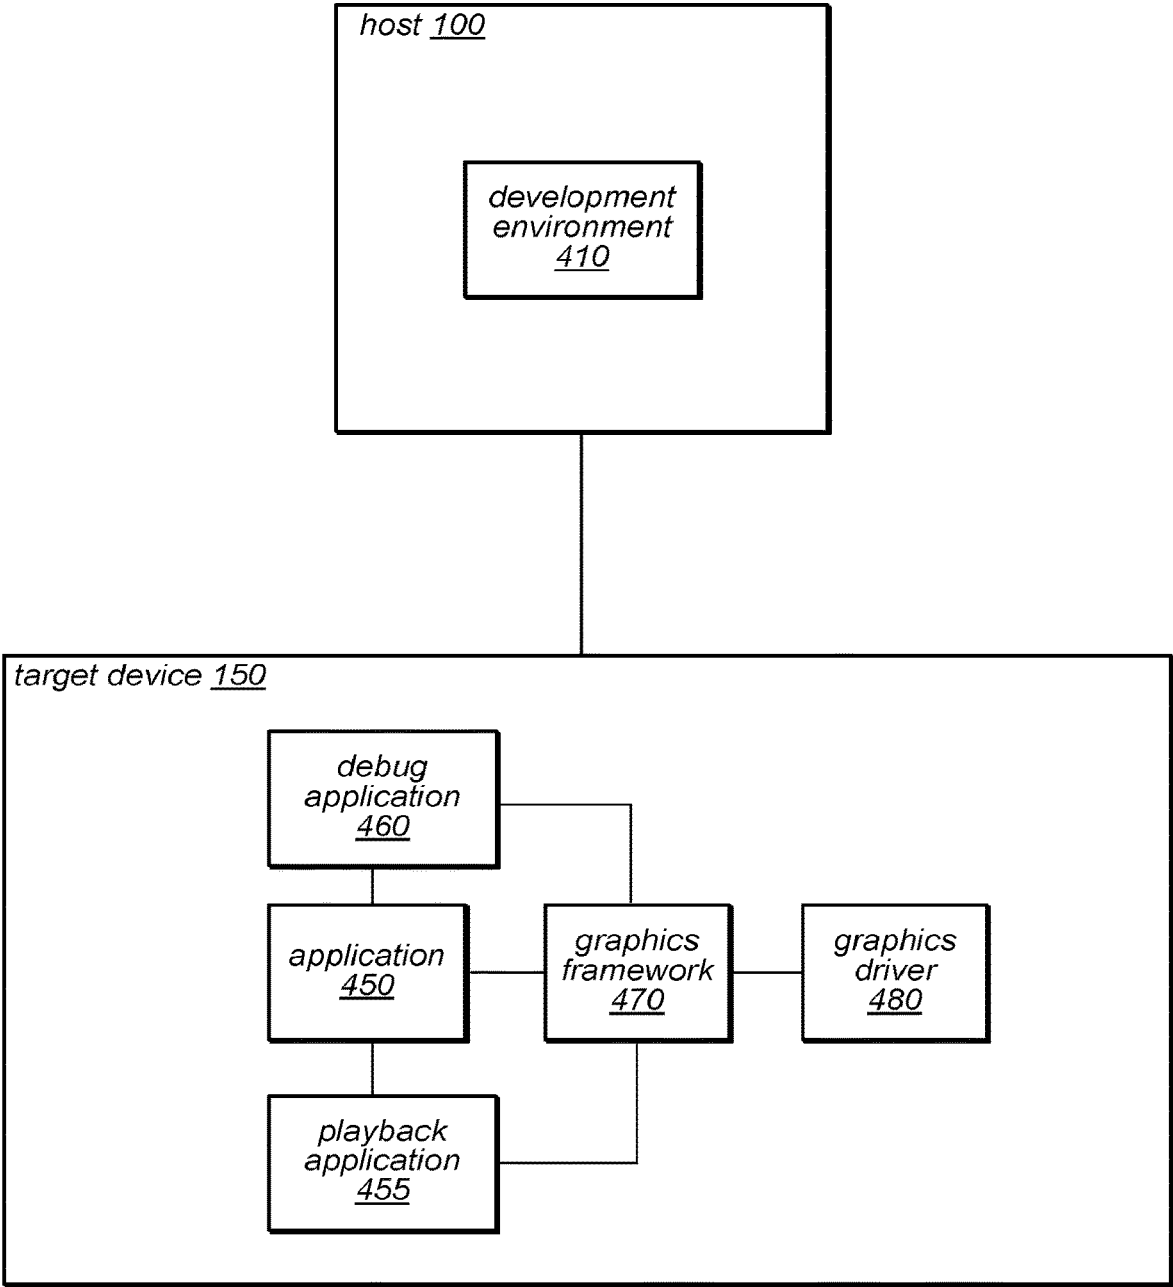 host 100
development
environment
410
target device 150
debug
application
460
application
450
graphics
framework
470
graphics
driver
480
playback
application
455